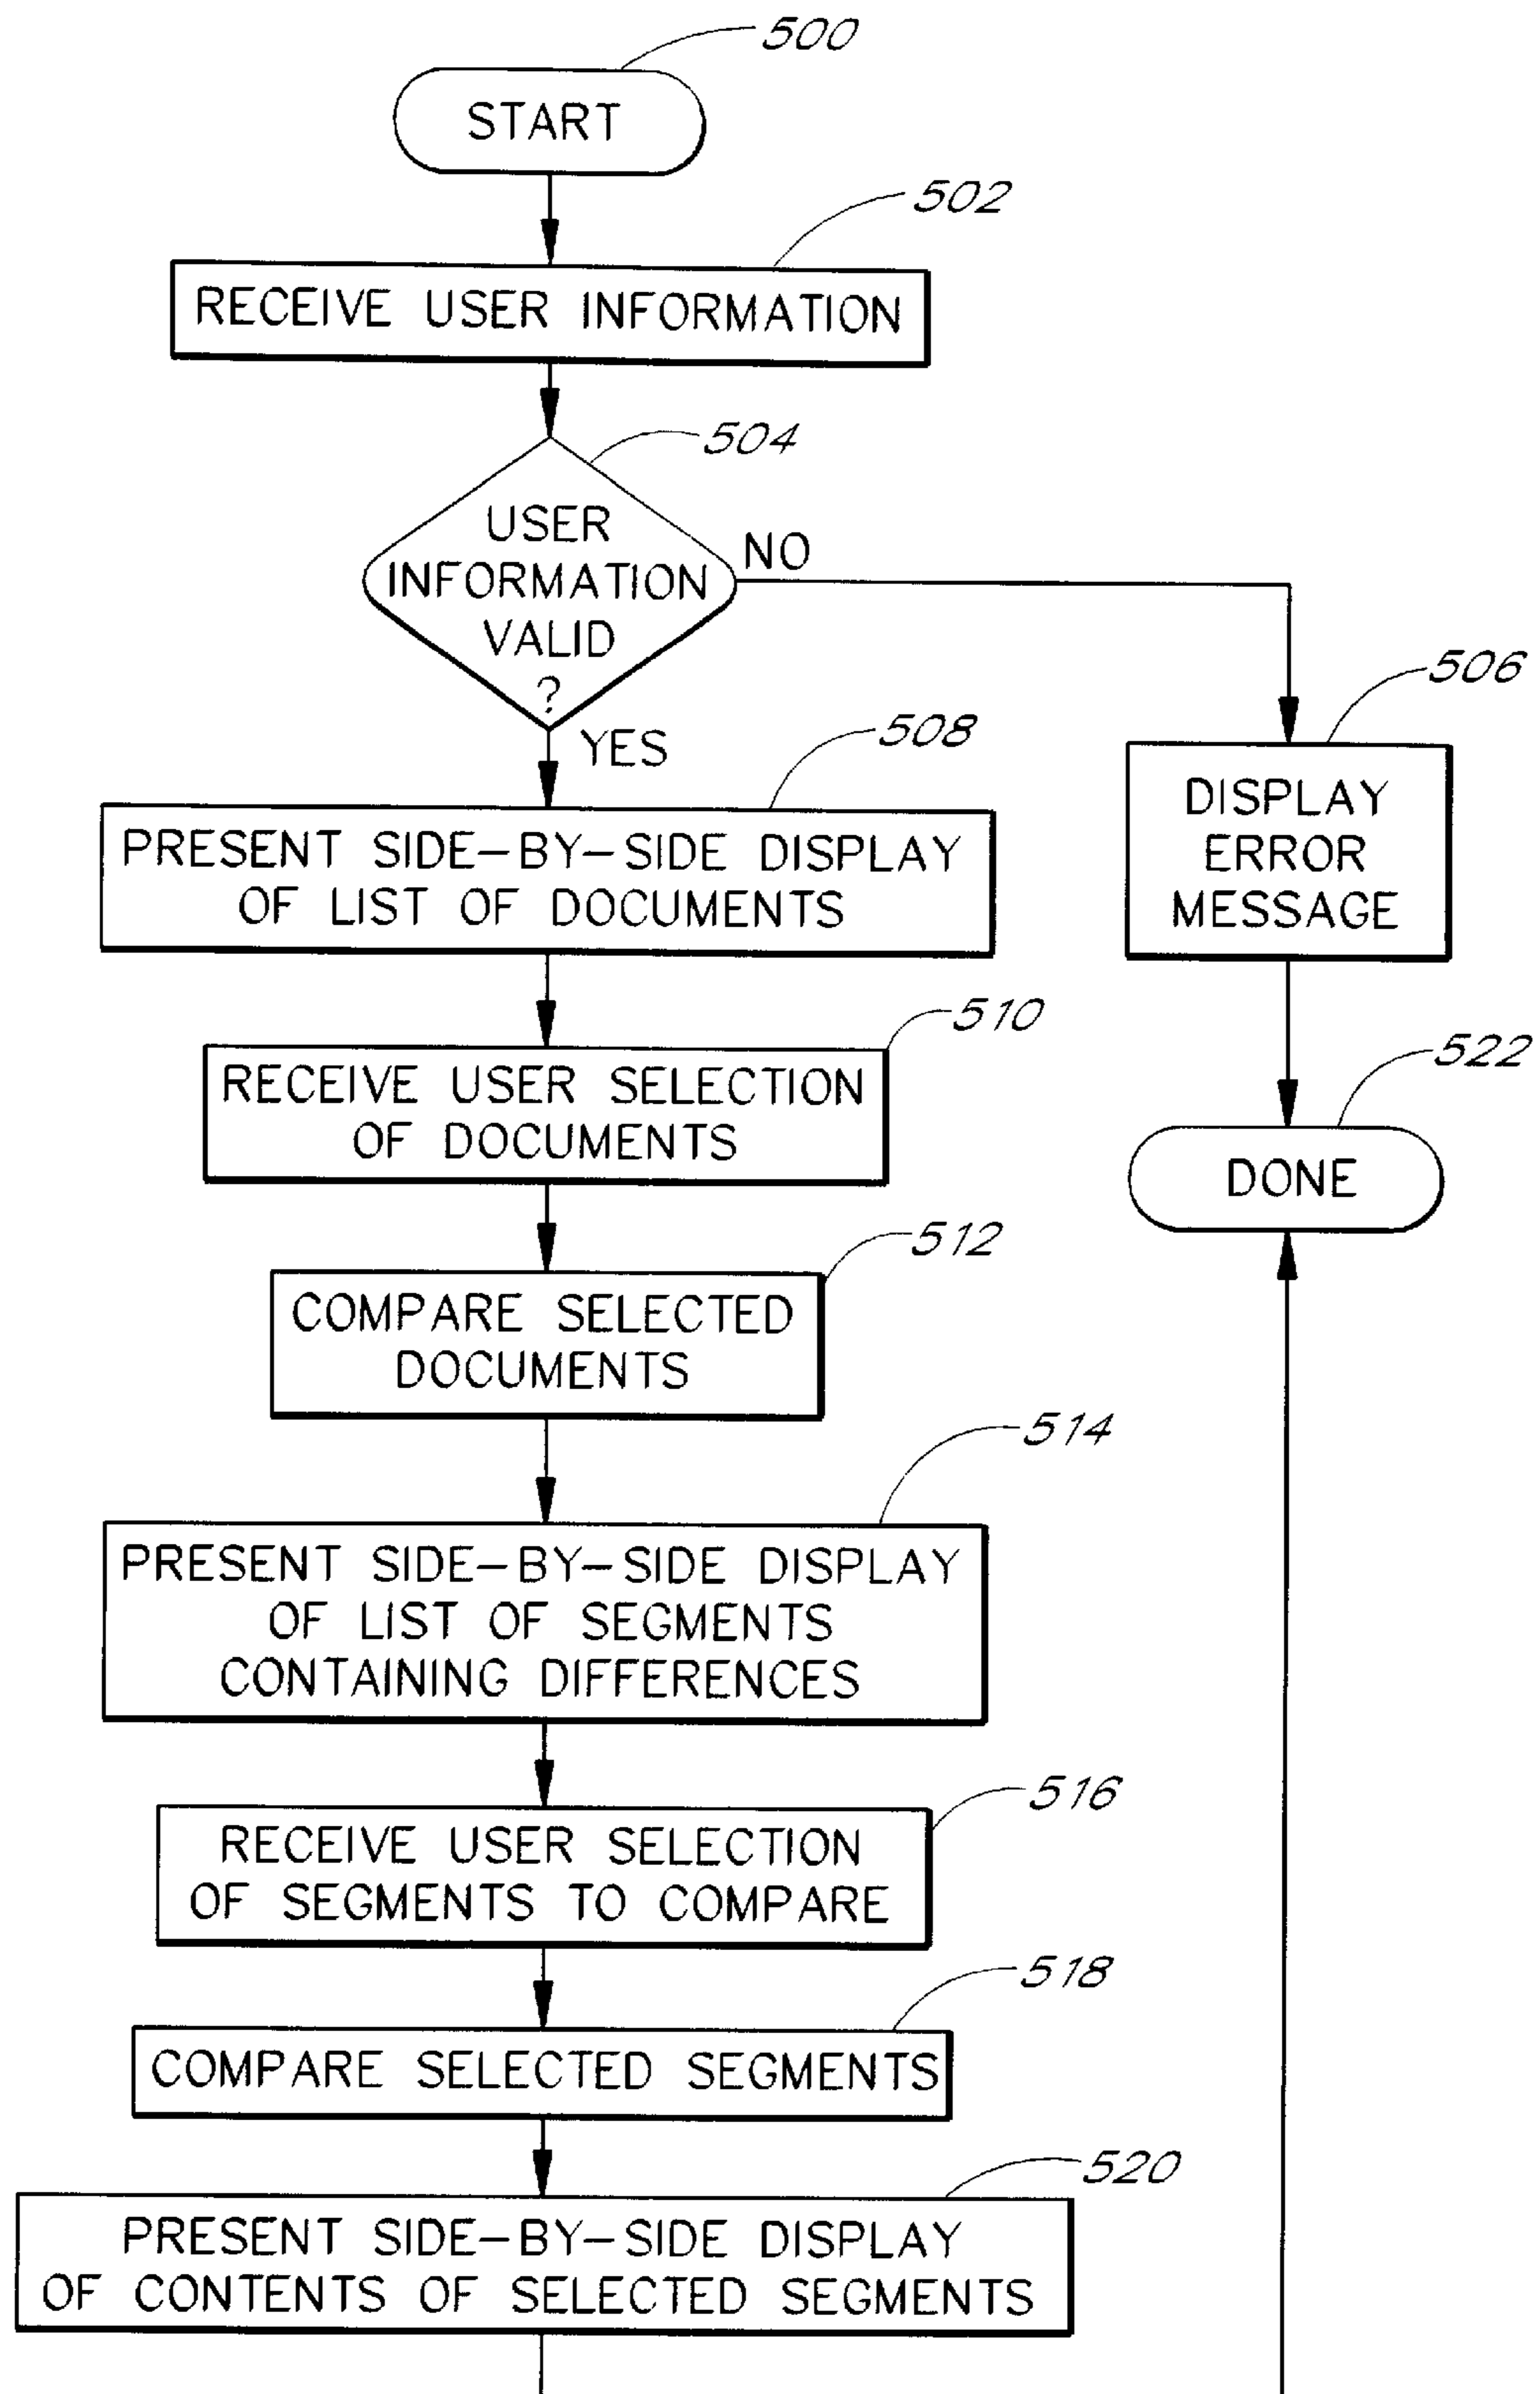 500
START
502
RECEIVE USER INFORMATION
504
USER
INFORMATION
VALID
?
NO
YES
506
DISPLAY
ERROR
MESSAGE
508
PRESENT SIDE-BY-SIDE DISPLAY
OF LIST OF DOCUMENTS
510
RECEIVE USER SELECTION
OF DOCUMENTS
522
DONE
512
COMPARE SELECTED
DOCUMENTS
514
PRESENT SIDE-BY-SIDE DISPLAY
OF LIST OF SEGMENTS
CONTAINING DIFFERENCES
516
RECEIVE USER SELECTION
OF SEGMENTS TO COMPARE
518
COMPARE SELECTED SEGMENTS
520
PRESENT SIDE-BY-SIDE DISPLAY
OF CONTENTS OF SELECTED SEGMENTS